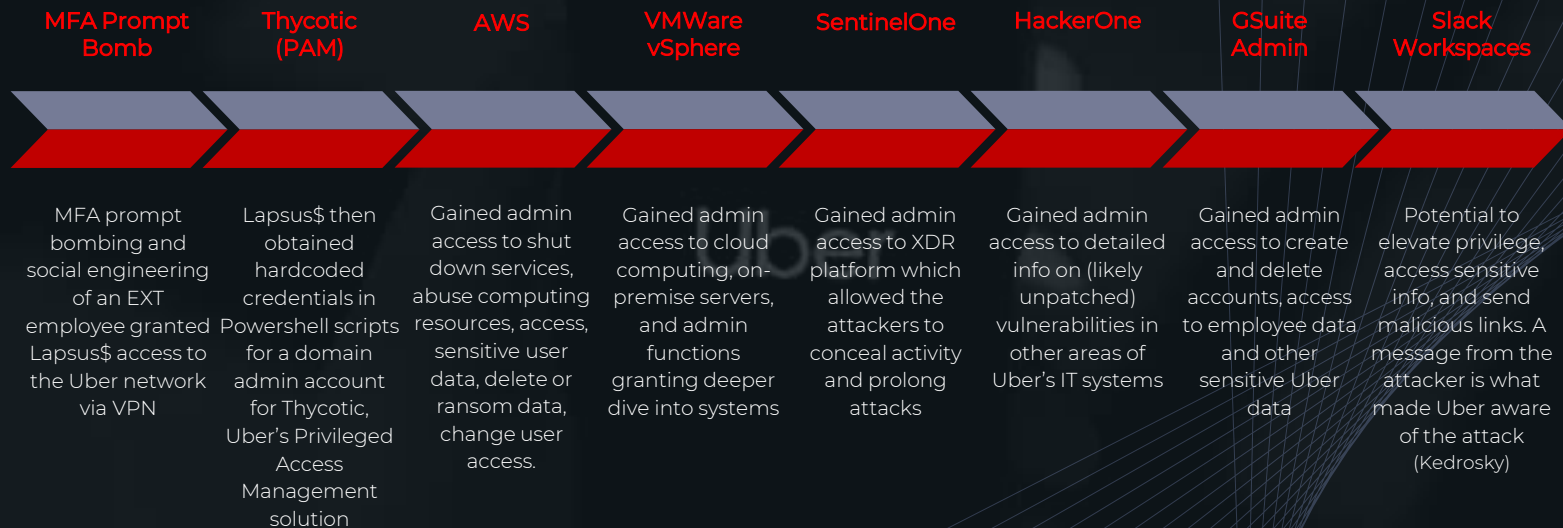 MFA Prompt
Bomb
Thycotic
(PAM)
AWS
VMWare
vSphere
SentinelOne
HackerOne
GSuite
Admin
Slack
Workspaces
MFA prompt
bombing and
social engineering
of an EXT
employee granted
Lapsus$ access to
the Uber network
via VPN
Lapsus$ then
obtained
hardcoded
credentials in
Powershell scripts
for a domain
admin account
for Thycotic,
Uber's Privileged
Access
Management
solution
Gained admin
access to shut
down services,
abuse computing
resources, access,
sensitive user
data, delete or
ransom data,
change user
access.
Gained admin
access to cloud
computing, on-
premise servers,
and admin
functions
granting deeper
dive into systems
Gained admin
access to XDR
platform which
allowed the
attackers to
conceal activity
and prolong
attacks
Gained admin
access to detailed
info on (likely
unpatched)
vulnerabilities in
other areas of
Uber's IT systems
Gained admin
access to create
and delete
accounts, access
to employee data
and other
sensitive Uber
data
Potential to
elevate privilege,
access sensitive
info, and send
malicious links. A
message from the
attacker is what
made Uber aware
of the attack
(Kedrosky)
Uber